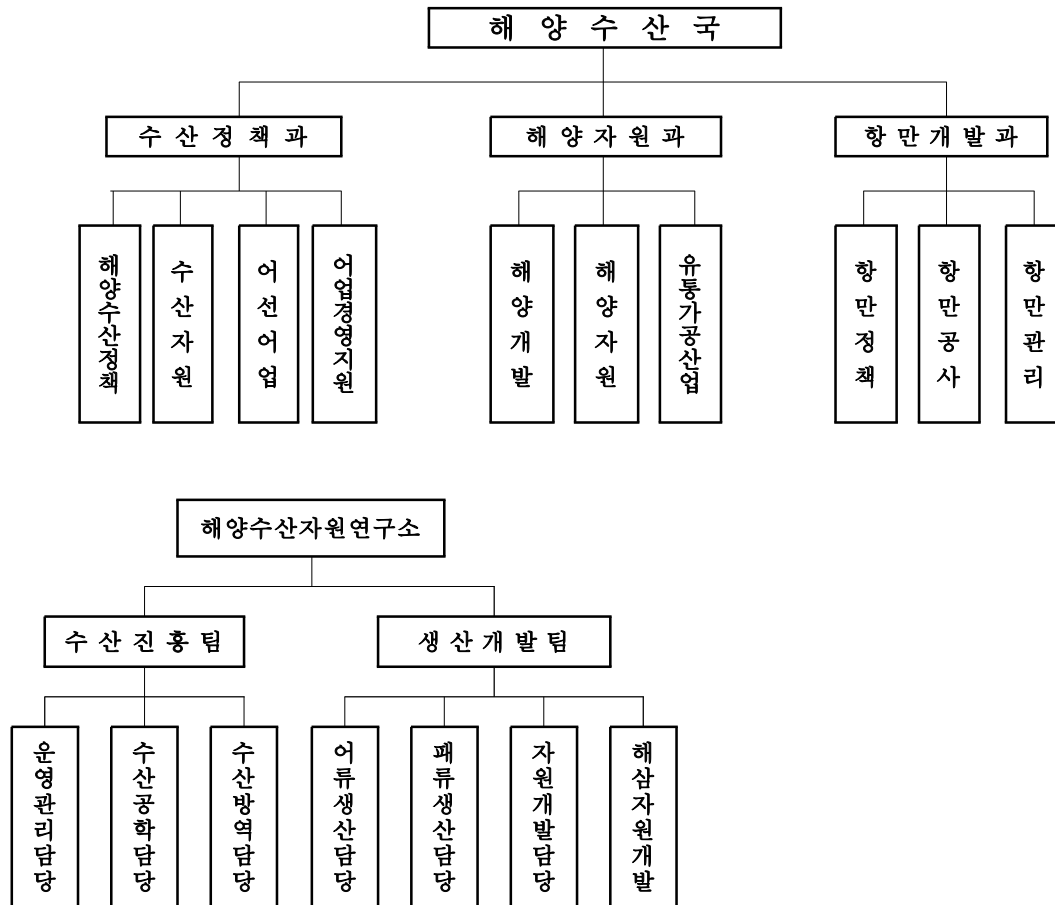 해 양 수 산 국
수 산 정 책 과
해 양 자 원 과
항 만 개 발 과
해양수산정책
수산자원
어선어업
어업경영지원
해양개발
해양자원
유통가공산업
항만정책
항만공사
항만관리
해양수산자원연구소
수 산 진 흥 팀
생 산 개 발 팀
운영관리담당
수산공학담당
수산방역담당
어류생산담당
패류생산담당
자원개발담당
해삼자원개발